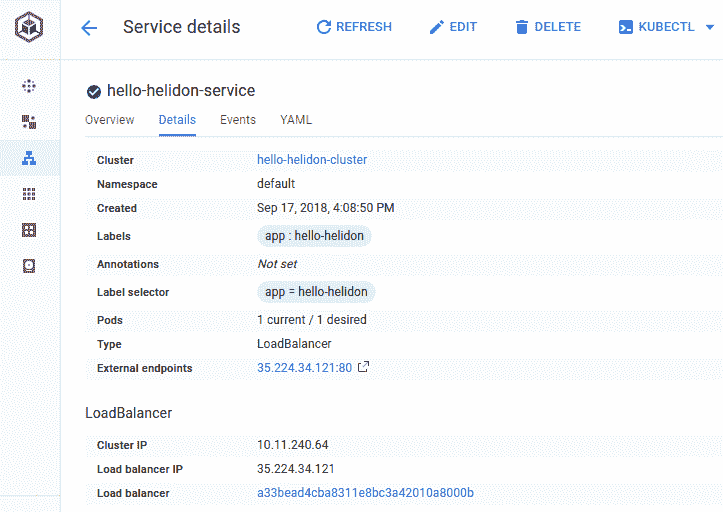 Service details REFRESH EDIT DELETE KUBECTL
hello-helidon-service
Overview Details Events YAML
Cluster hello-helidon-cluster
Namespace default
Created Sep 17, 2018, 4:08:50 PM
Labels app : hello-helidon
Annotations Not set
Label selector app = hello-helidon
Pods 1 current / 1 desired
Type LoadBalancer
External endpoints 35.224.34.121:80
LoadBalancer
Cluster IP 10.11.240.64
Load balancer IP 35.224.34.121
Load balancer a33bead4cba8311e8bc3a42010a8000b